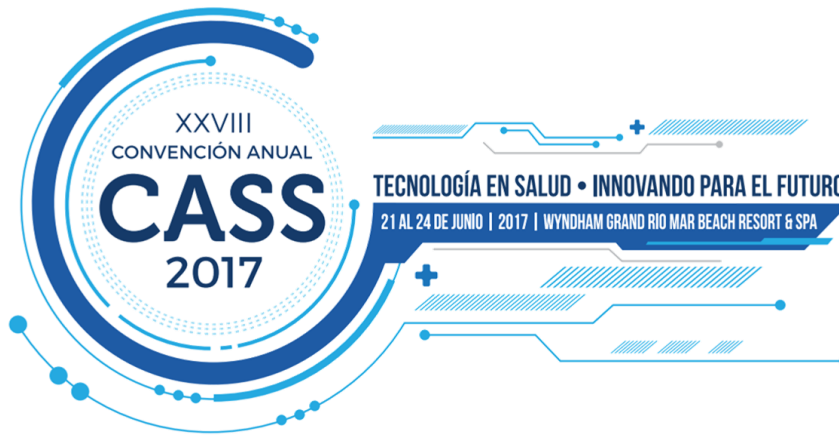 XXVIII
CONVENCIÓN ANUAL
CASS
2017
TECNOLOGÍA EN SALUD • INNOVANDO PARA EL FUTURO
21 AL 24 DE JUNIO | 2017 | WYNDHAM GRAND RIO MAR BEACH RESORT & SPA